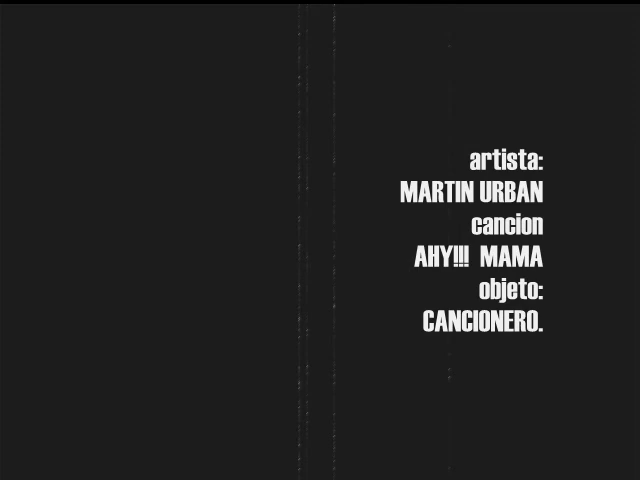 artista:
MARTIN URBAN
cancion
AHY!!! MAMA
objeto:
CANCIONERO.